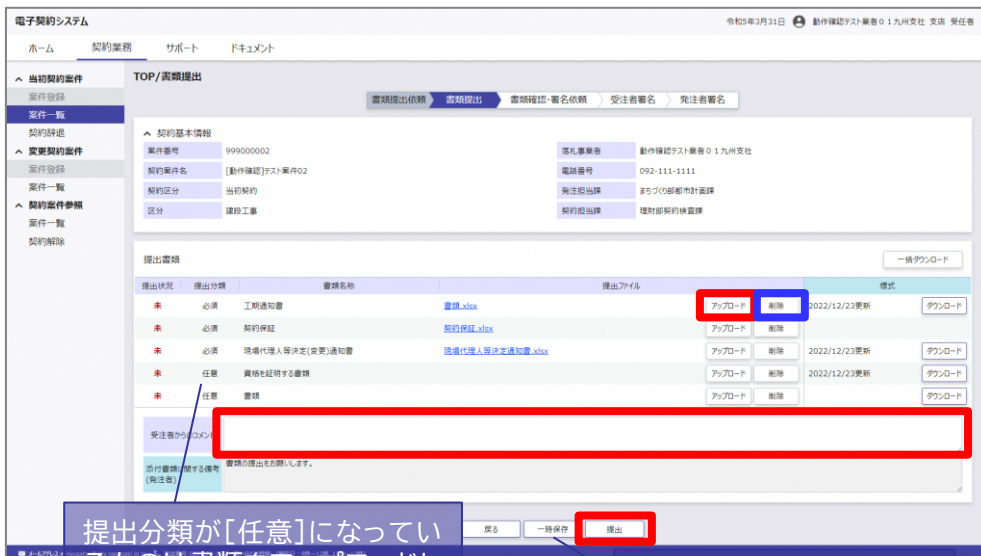 電子契約システム 令和5年3月31日 動作確認テスト業者01九州支社 支店 受任者
ホーム 契約業務 サポート ドキュメント
TOP/書類提出
書類提出依頼 書類提出 書類確認・署名依頼 受注者署名 発注者署名
当初契約案件
案件登録
案件一覧
契約辞退
変更契約案件
案件登録
案件一覧
契約案件参照
案件一覧
契約解除
契約基本情報
案件番号 999000002 落札事業者 動作確認テスト業者01九州支社
契約案件名 [動作確認]テスト案件02 電話番号 092-111-1111
契約区分 当初契約 発注担当課 まちづくり部都市計画課
区分 建設工事 契約担当課 理財部契約検査課
提出書類 一括ダウンロード
提出状況 提出分類 書類名称 提出ファイル 様式
未 必須 工期通知書 書類.xlsx アップロード 削除 2022/12/23更新 ダウンロード
未 必須 契約保証 契約保証.xlsx アップロード 削除
未 必須 現場代理人等決定(変更)通知書 現場代理人等決定通知書.xlsx アップロード 削除 2022/12/23更新 ダウンロード
未 任意 資格を証明する書類 アップロード 削除 2022/12/23更新 ダウンロード
未 任意 書類 アップロード 削除 ダウンロード
受注者からのコメント
添付書類に関する備考 書類の提出をお願いします。
(発注者)
戻る 一時保存 提出
提出分類が[任意]になってい